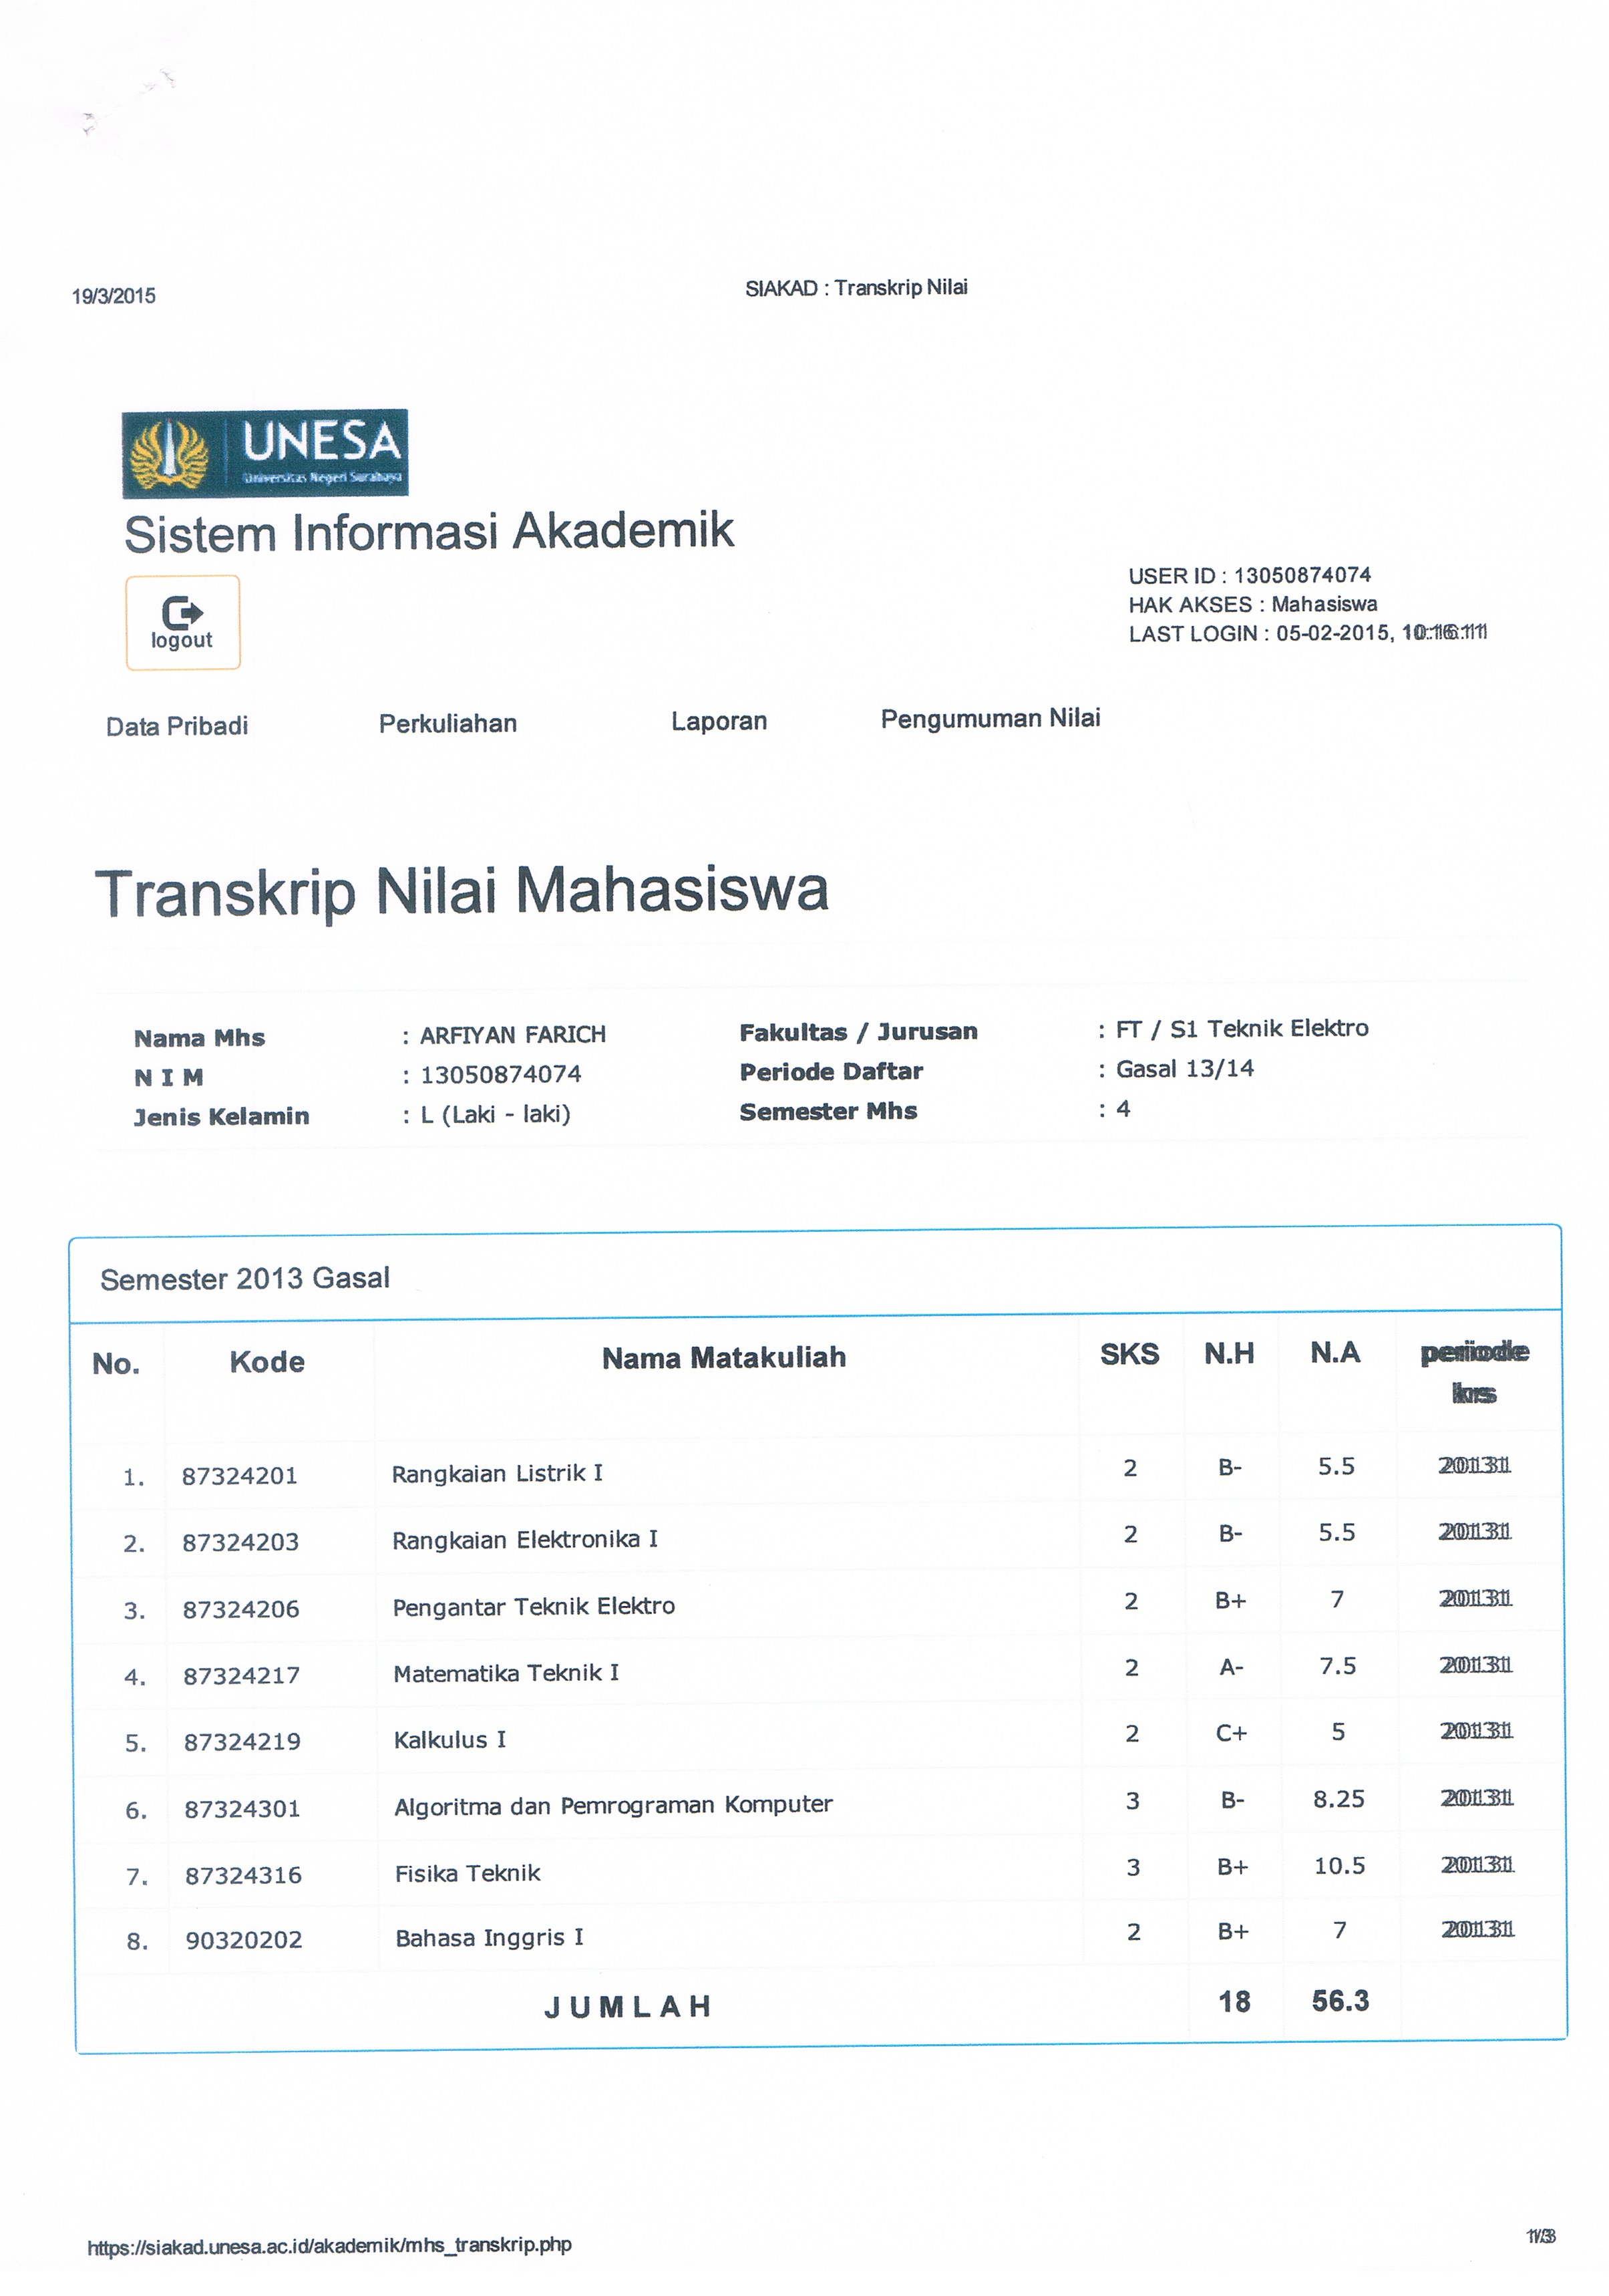 19/3/2015
SIAKAD : Transkrip Nilai
UNESA
Universitas Negeri Surabaya
Sistem Informasi Akademik
logout
USER ID : 13050874074
HAK AKSES : Mahasiswa
LAST LOGIN : 05-02-2015, 10:16:11
Data Pribadi Perkuliahan Laporan Pengumuman Nilai
Transkrip Nilai Mahasiswa
Nama Mhs : ARFIYAN FARICH Fakultas / Jurusan : FT / S1 Teknik Elektro
N I M : 13050874074 Periode Daftar : Gasal 13/14
Jenis Kelamin : L (Laki - laki) Semester Mhs : 4
Semester 2013 Gasal
No. Kode Nama Matakuliah SKS N.H N.A periode
krs
1. 87324201 Rangkaian Listrik I 2 B- 5.5 20131
2. 87324203 Rangkaian Elektronika I 2 B- 5.5 20131
3. 87324206 Pengantar Teknik Elektro 2 B+ 7 20131
4. 87324217 Matematika Teknik I 2 A- 7.5 20131
5. 87324219 Kalkulus I 2 C+ 5 20131
6. 87324301 Algoritma dan Pemrograman Komputer 3 B- 8.25 20131
7. 87324316 Fisika Teknik 3 B+ 10.5 20131
8. 90320202 Bahasa Inggris I 2 B+ 7 20131
J U M L A H 18 56.3
https://siakad.unesa.ac.id/akademik/mhs_transkrip.php
1/3